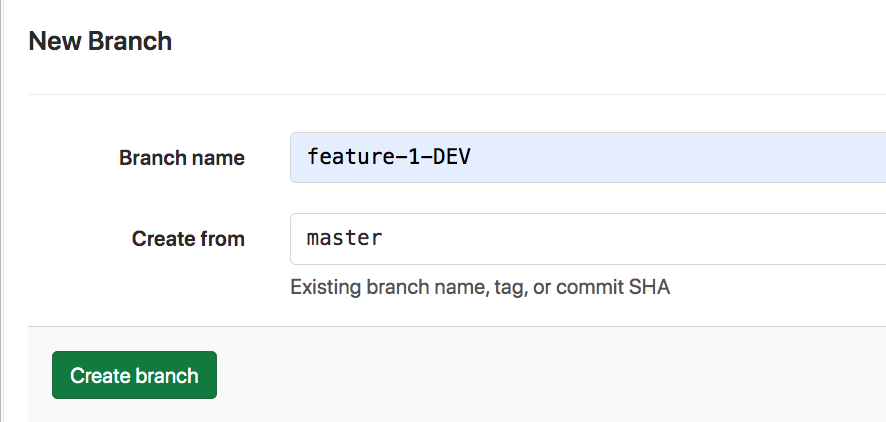 New Branch
Branch name
feature-1-DEV
Create from
master
Existing branch name, tag, or commit SHA
Create branch